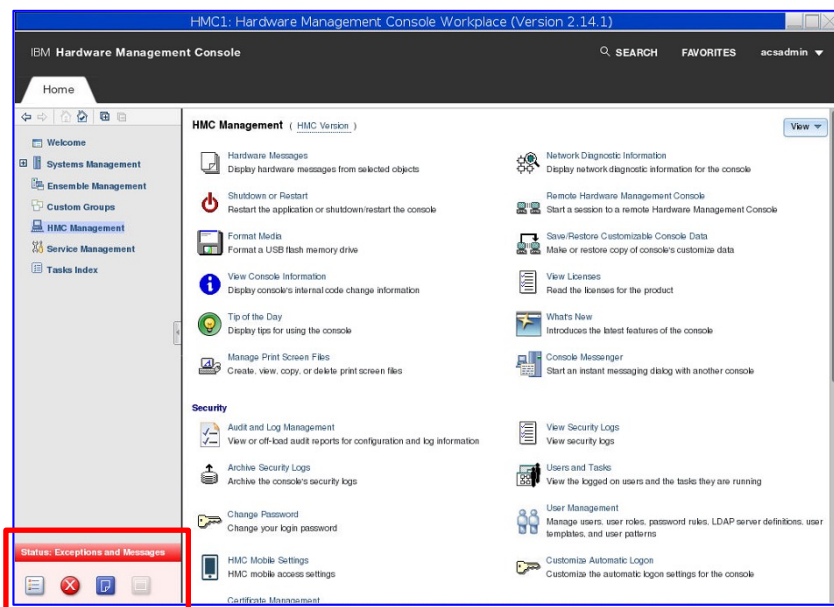 HMC1: Hardware Management Console Workplace (Version 2.14.1)
IBM Hardware Management Console
SEARCH
FAVORITES
acsadmin
Home
Welcome
Systems Management
Ensemble Management
Custom Groups
HMC Management
Service Management
Tasks Index
Status: Exceptions and Messages
HMC Management ( HMC Version )
View
Hardware Messages
Display hardware messages from selected objects
Network Diagnostic Information
Display network diagnostic information for the console
Shutdown or Restart
Restart the application or shutdown/restart the console
Remote Hardware Management Console
Start a session to a remote Hardware Management Console
Format Media
Format a USB flash memory drive
Save/Restore Customizable Console Data
Make or restore copy of console's customize data
View Console Information
Display console's internal code change information
View Licenses
Read the licenses for the product
Tip of the Day
Display tips for using the console
What's New
Introduces the latest features of the console
Manage Print Screen Files
Create, view, copy, or delete print screen files
Console Messenger
Start an instant messaging dialog with another console
Security
Audit and Log Management
View or off-load audit reports for configuration and log information
View Security Logs
View security logs
Archive Security Logs
Archive the console's security logs
Users and Tasks
View the logged on users and the tasks they are running
Change Password
Change your login password
User Management
Manage users, user roles, password rules, LDAP server definitions, user
templates, and user patterns
HMC Mobile Settings
HMC mobile access settings
Customize Automatic Logon
Customize the automatic logon settings for the console
Certificate Management